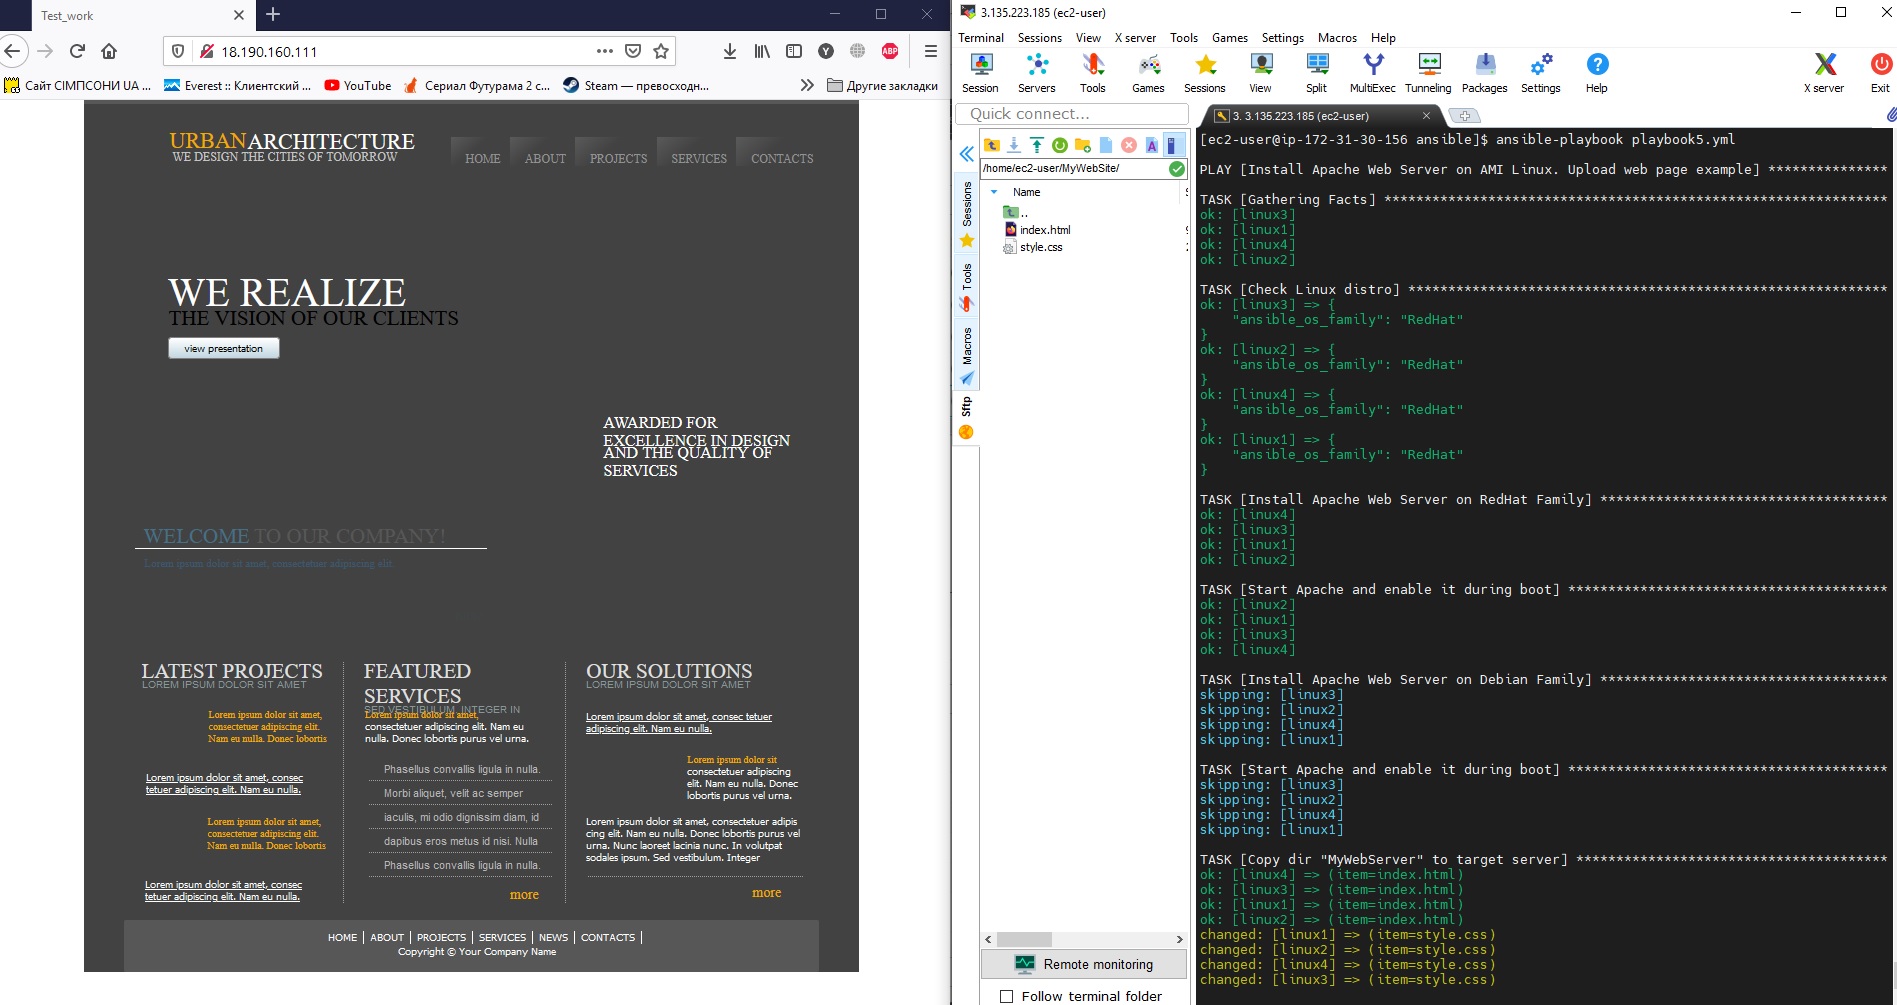 Test_work
18.190.160.111
Сайт СІМПСОНИ UA ...
Everest :: Клиентский ...
YouTube
Сериал Футурама 2 с...
Steam — превосходн...
Другие закладки
ABP
URBANARCHITECTURE
WE DESIGN THE CITIES OF TOMORROW
HOME
ABOUT
PROJECTS
SERVICES
CONTACTS
WE REALIZE
THE VISION OF OUR CLIENTS
view presentation
AWARDED FOR
EXCELLENCE IN DESIGN
AND THE QUALITY OF
SERVICES
WELCOME TO OUR COMPANY!
Lorem ipsum dolor sit amet, consectetuer adipiscing elit.
LATEST PROJECTS
LOREM IPSUM DOLOR SIT AMET
Lorem ipsum dolor sit amet,
consectetuer adipiscing elit.
Nam eu nulla. Donec lobortis
Lorem ipsum dolor sit amet, consec
tetuer adipiscing elit. Nam eu nulla.
Lorem ipsum dolor sit amet,
consectetuer adipiscing elit.
Nam eu nulla. Donec lobortis
Lorem ipsum dolor sit amet, consec
tetuer adipiscing elit. Nam eu nulla.
FEATURED
SERVICES
SED VESTIBULUM. INTEGER IN
Lorem ipsum dolor sit amet,
consectetuer adipiscing elit. Nam eu
nulla. Donec lobortis purus vel urna.
Phasellus convallis ligula in nulla.
Morbi aliquet, velit ac semper
iaculis, mi odio dignissim diam, id
dapibus eros metus id nisi. Nulla
Phasellus convallis ligula in nulla.
more
OUR SOLUTIONS
LOREM IPSUM DOLOR SIT AMET
Lorem ipsum dolor sit amet, consec tetuer
adipiscing elit. Nam eu nulla.
Lorem ipsum dolor sit
consectetuer adipiscing
elit. Nam eu nulla. Donec
lobortis purus vel urna.
Lorem ipsum dolor sit amet, consectetuer adipis
cing elit. Nam eu nulla. Donec lobortis purus vel
urna. Nunc laoreet lacinia nunc. In volutpat
sodales ipsum. Sed vestibulum. Integer
more
HOME | ABOUT | PROJECTS | SERVICES | NEWS | CONTACTS |
Copyright © Your Company Name
3.135.223.185 (ec2-user)
Terminal Sessions View X server Tools Games Settings Macros Help
Session Servers Tools Games Sessions View Split MultiExec Tunneling Packages Settings Help X server Exit
Quick connect...
/home/ec2-user/MyWebSite/
Name
..
index.html
style.css
Sessions
Tools
Macros
Sftp
Remote monitoring
Follow terminal folder
3. 3.135.223.185 (ec2-user)
[ec2-user@ip-172-31-30-156 ansible]$ ansible-playbook playbook5.yml
PLAY [Install Apache Web Server on AMI Linux. Upload web page example] ***************
TASK [Gathering Facts] ***************************************************************
ok: [linux3]
ok: [linux1]
ok: [linux4]
ok: [linux2]
TASK [Check Linux distro] ************************************************************
ok: [linux3] => {
    "ansible_os_family": "RedHat"
}
ok: [linux2] => {
    "ansible_os_family": "RedHat"
}
ok: [linux4] => {
    "ansible_os_family": "RedHat"
}
ok: [linux1] => {
    "ansible_os_family": "RedHat"
}
TASK [Install Apache Web Server on RedHat Family] ************************************
ok: [linux4]
ok: [linux3]
ok: [linux1]
ok: [linux2]
TASK [Start Apache and enable it during boot] ****************************************
ok: [linux2]
ok: [linux1]
ok: [linux3]
ok: [linux4]
TASK [Install Apache Web Server on Debian Family] ************************************
skipping: [linux3]
skipping: [linux2]
skipping: [linux4]
skipping: [linux1]
TASK [Start Apache and enable it during boot] ****************************************
skipping: [linux3]
skipping: [linux2]
skipping: [linux4]
skipping: [linux1]
TASK [Copy dir "MyWebServer" to target server] ***************************************
ok: [linux4] => (item=index.html)
ok: [linux3] => (item=index.html)
ok: [linux1] => (item=index.html)
ok: [linux2] => (item=index.html)
changed: [linux1] => (item=style.css)
changed: [linux2] => (item=style.css)
changed: [linux4] => (item=style.css)
changed: [linux3] => (item=style.css)